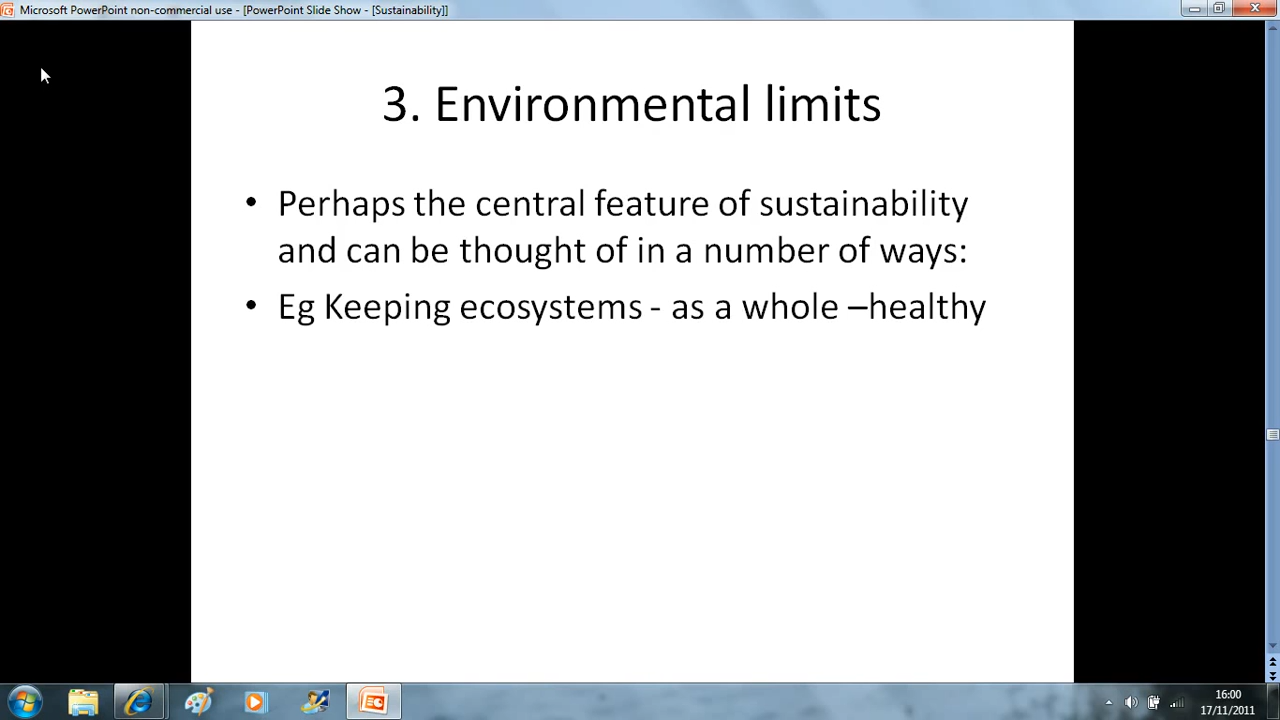 Microsoft PowerPoint non-commercial use - [PowerPoint Slide Show - [Sustainability]]
3. Environmental limits
• Perhaps the central feature of sustainability
and can be thought of in a number of ways:
• Eg Keeping ecosystems - as a whole –healthy
16:00
17/11/2011